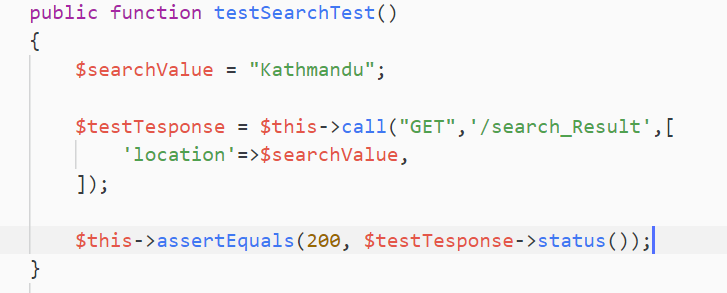 public function testSearchTest()
{
$searchValue = "Kathmandu";
$testTesponse = $this->call("GET",'/search_Result',[
'location'=>$searchValue,
]);
$this->assertEquals(200, $testTesponse->status());
}